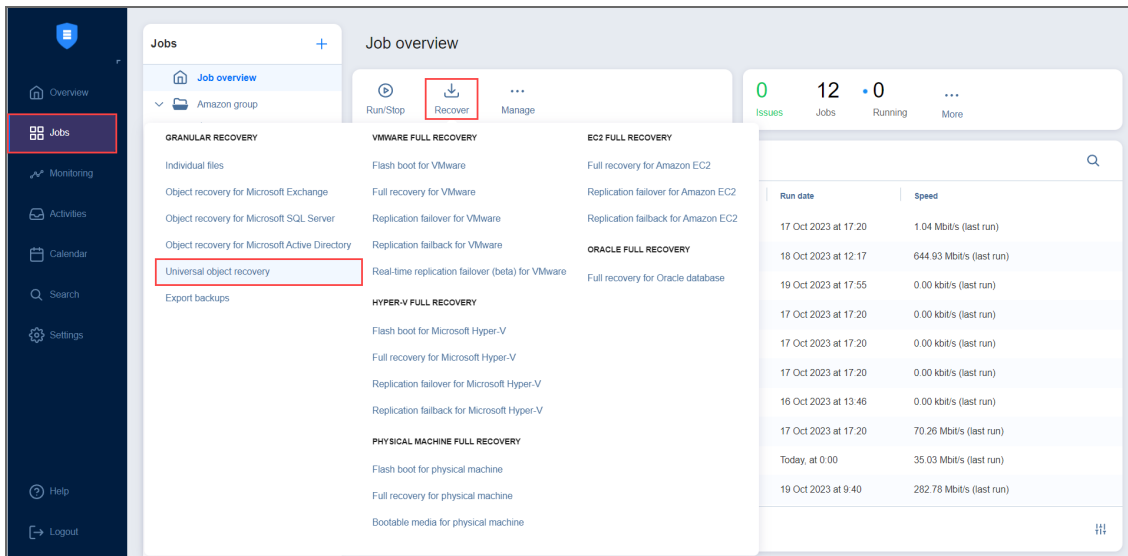 Overview
Jobs
Monitoring
Activities
Calendar
Search
Settings
Help
Logout
Jobs +
Job overview
Amazon group
Job overview
Run/Stop
Recover
Manage
0
Issues
12
Jobs
0
Running
More
GRANULAR RECOVERY
Individual files
Object recovery for Microsoft Exchange
Object recovery for Microsoft SQL Server
Object recovery for Microsoft Active Directory
Universal object recovery
Export backups
VMWARE FULL RECOVERY
Flash boot for VMware
Full recovery for VMware
Replication failover for VMware
Replication failback for VMware
Real-time replication failover (beta) for VMware
HYPER-V FULL RECOVERY
Flash boot for Microsoft Hyper-V
Full recovery for Microsoft Hyper-V
Replication failover for Microsoft Hyper-V
Replication failback for Microsoft Hyper-V
PHYSICAL MACHINE FULL RECOVERY
Flash boot for physical machine
Full recovery for physical machine
Bootable media for physical machine
EC2 FULL RECOVERY
Full recovery for Amazon EC2
Replication failover for Amazon EC2
Replication failback for Amazon EC2
ORACLE FULL RECOVERY
Full recovery for Oracle database
Run date Speed
17 Oct 2023 at 17:20 1.04 Mbit/s (last run)
18 Oct 2023 at 12:17 644.93 Mbit/s (last run)
19 Oct 2023 at 17:55 0.00 kbit/s (last run)
17 Oct 2023 at 17:20 0.00 kbit/s (last run)
17 Oct 2023 at 17:20 0.00 kbit/s (last run)
17 Oct 2023 at 17:20 0.00 kbit/s (last run)
16 Oct 2023 at 13:46 0.00 kbit/s (last run)
17 Oct 2023 at 17:20 70.26 Mbit/s (last run)
Today, at 0:00 35.03 Mbit/s (last run)
19 Oct 2023 at 9:40 282.78 Mbit/s (last run)